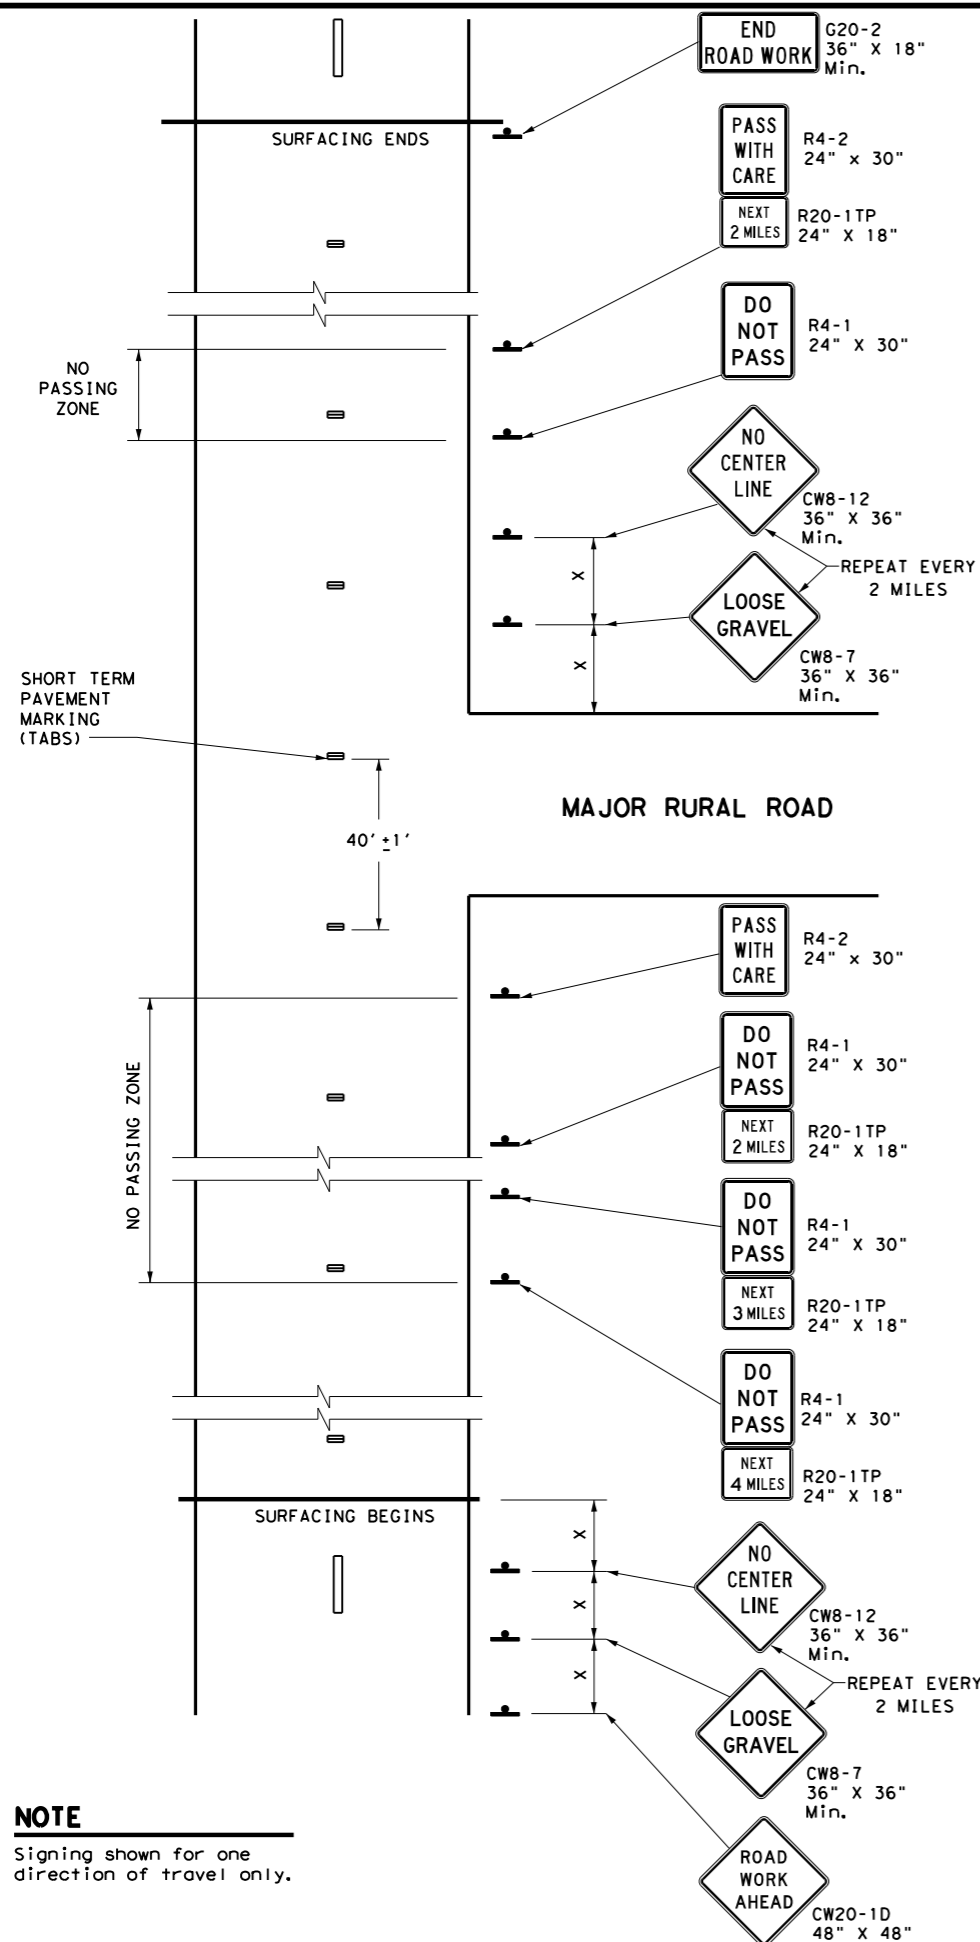 END
ROAD WORK
G20-2
36" X 18"
Min.
SURFACING ENDS
PASS
WITH
CARE
R4-2
24" x 30"
NEXT
2 MILES
R20-1TP
24" X 18"
DO
NOT
PASS
R4-1
24" X 30"
NO
PASSING
ZONE
NO
CENTER
LINE
CW8-12
36" X 36"
Min.
X
REPEAT EVERY
2 MILES
LOOSE
GRAVEL
CW8-7
36" X 36"
Min.
X
SHORT TERM
PAVEMENT
MARKING
(TABS)
MAJOR RURAL ROAD
40' ±1'
PASS
WITH
CARE
R4-2
24" x 30"
NO PASSING ZONE
DO
NOT
PASS
R4-1
24" X 30"
NEXT
2 MILES
R20-1TP
24" X 18"
DO
NOT
PASS
R4-1
24" X 30"
NEXT
3 MILES
R20-1TP
24" X 18"
DO
NOT
PASS
R4-1
24" X 30"
NEXT
4 MILES
R20-1TP
24" X 18"
SURFACING BEGINS
X
NO
CENTER
LINE
CW8-12
36" X 36"
Min.
X
REPEAT EVERY
2 MILES
X
LOOSE
GRAVEL
CW8-7
36" X 36"
Min.
NOTE
Signing shown for one
direction of travel only.
ROAD
WORK
AHEAD
CW20-1D
48" X 48"